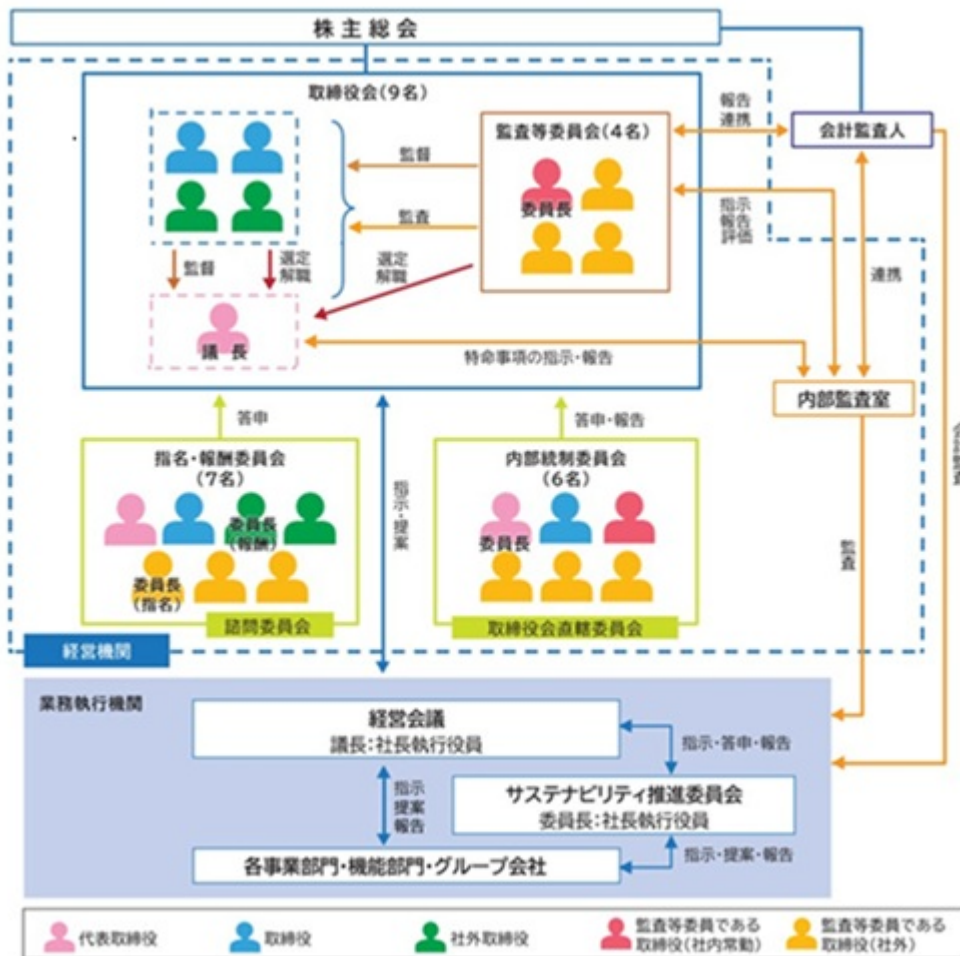 株主総会
取締役会(9名)
監査等委員会(4名)
委員長
監督
監査
監督
選定
解職
選定
解職
議長
報告
連携
会計監査人
指示
報告
評価
連携
特命事項の指示・報告
内部監査室
答申
答申・報告
指名・報酬委員会
(7名)
委員長
(報酬)
委員長
(指名)
諮問委員会
指示・提案
内部統制委員会
(6名)
委員長
取締役会直轄委員会
監査
会計監査
経営機関
業務執行機関
経営会議
議長:社長執行役員
指示・答申・報告
指示
提案
報告
サステナビリティ推進委員会
委員長:社長執行役員
指示・提案・報告
各事業部門・機能部門・グループ会社
代表取締役
取締役
社外取締役
監査等委員である
取締役(社内常勤)
監査等委員である
取締役(社外)